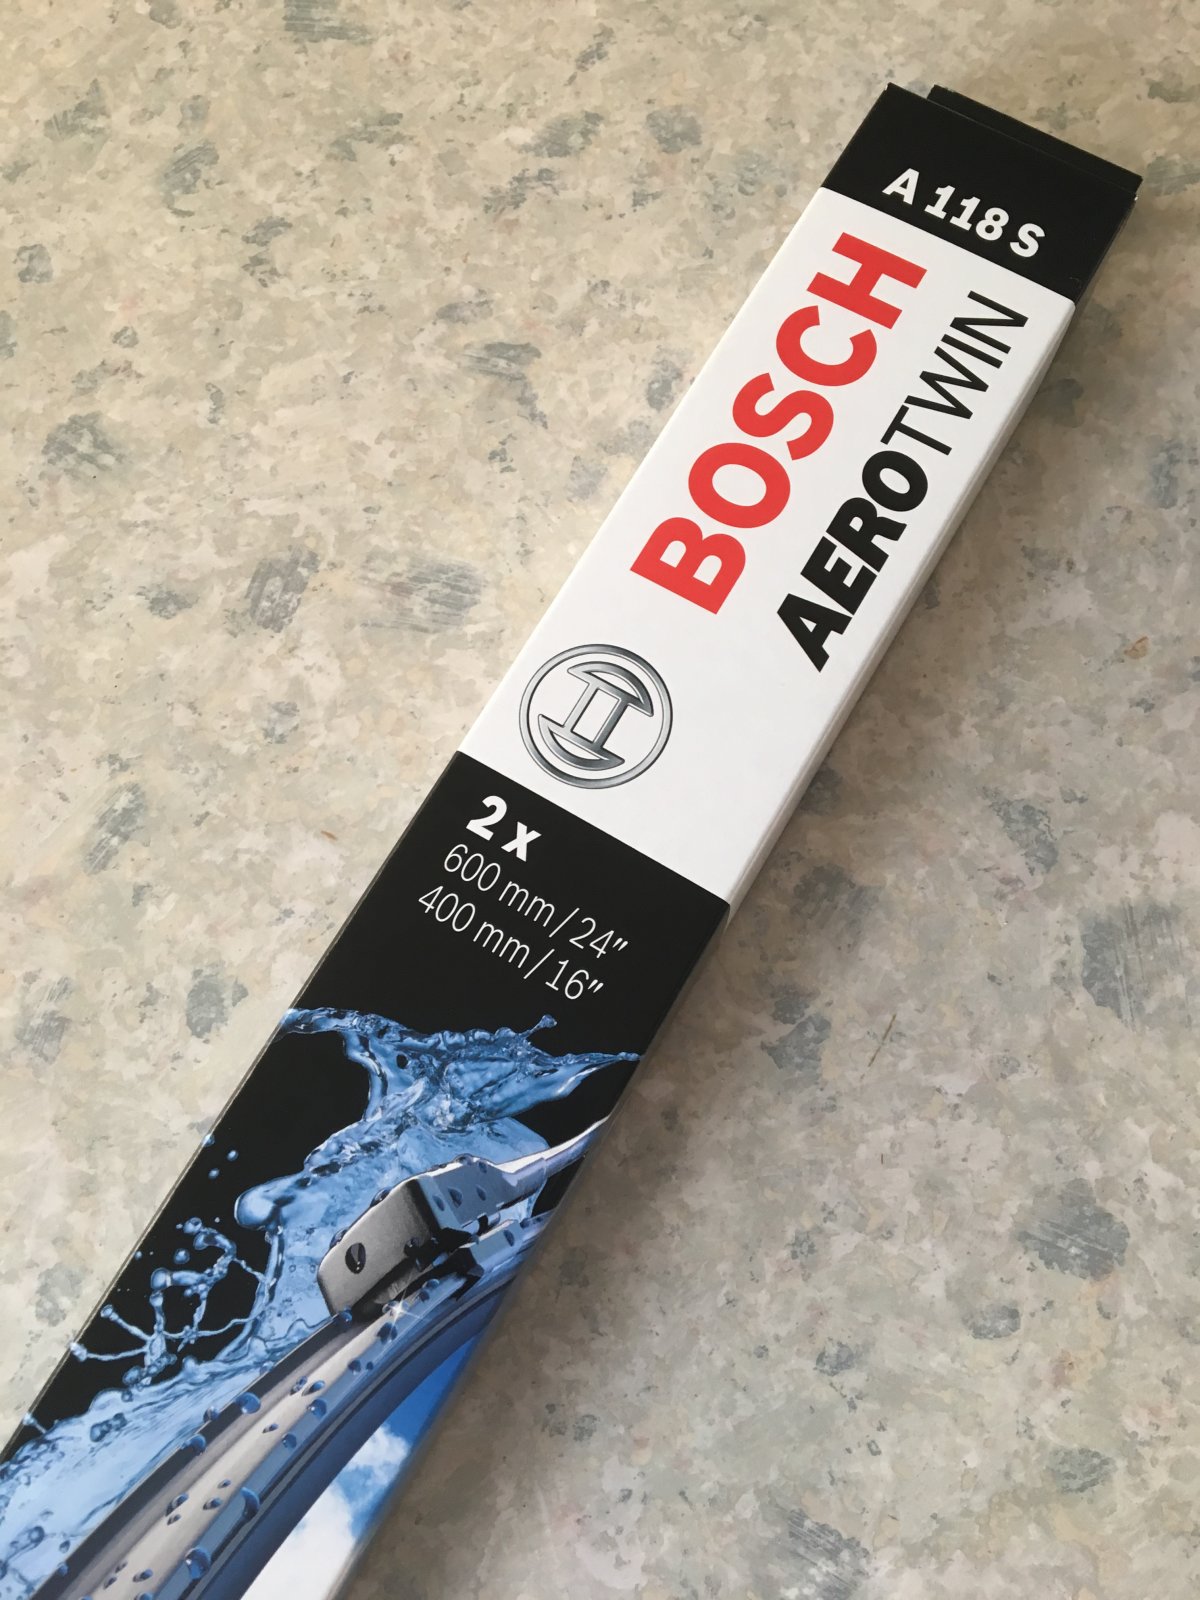 A 118 S
BOSCH
AEROTWIN
2 x
600 mm / 24"
400 mm / 16"